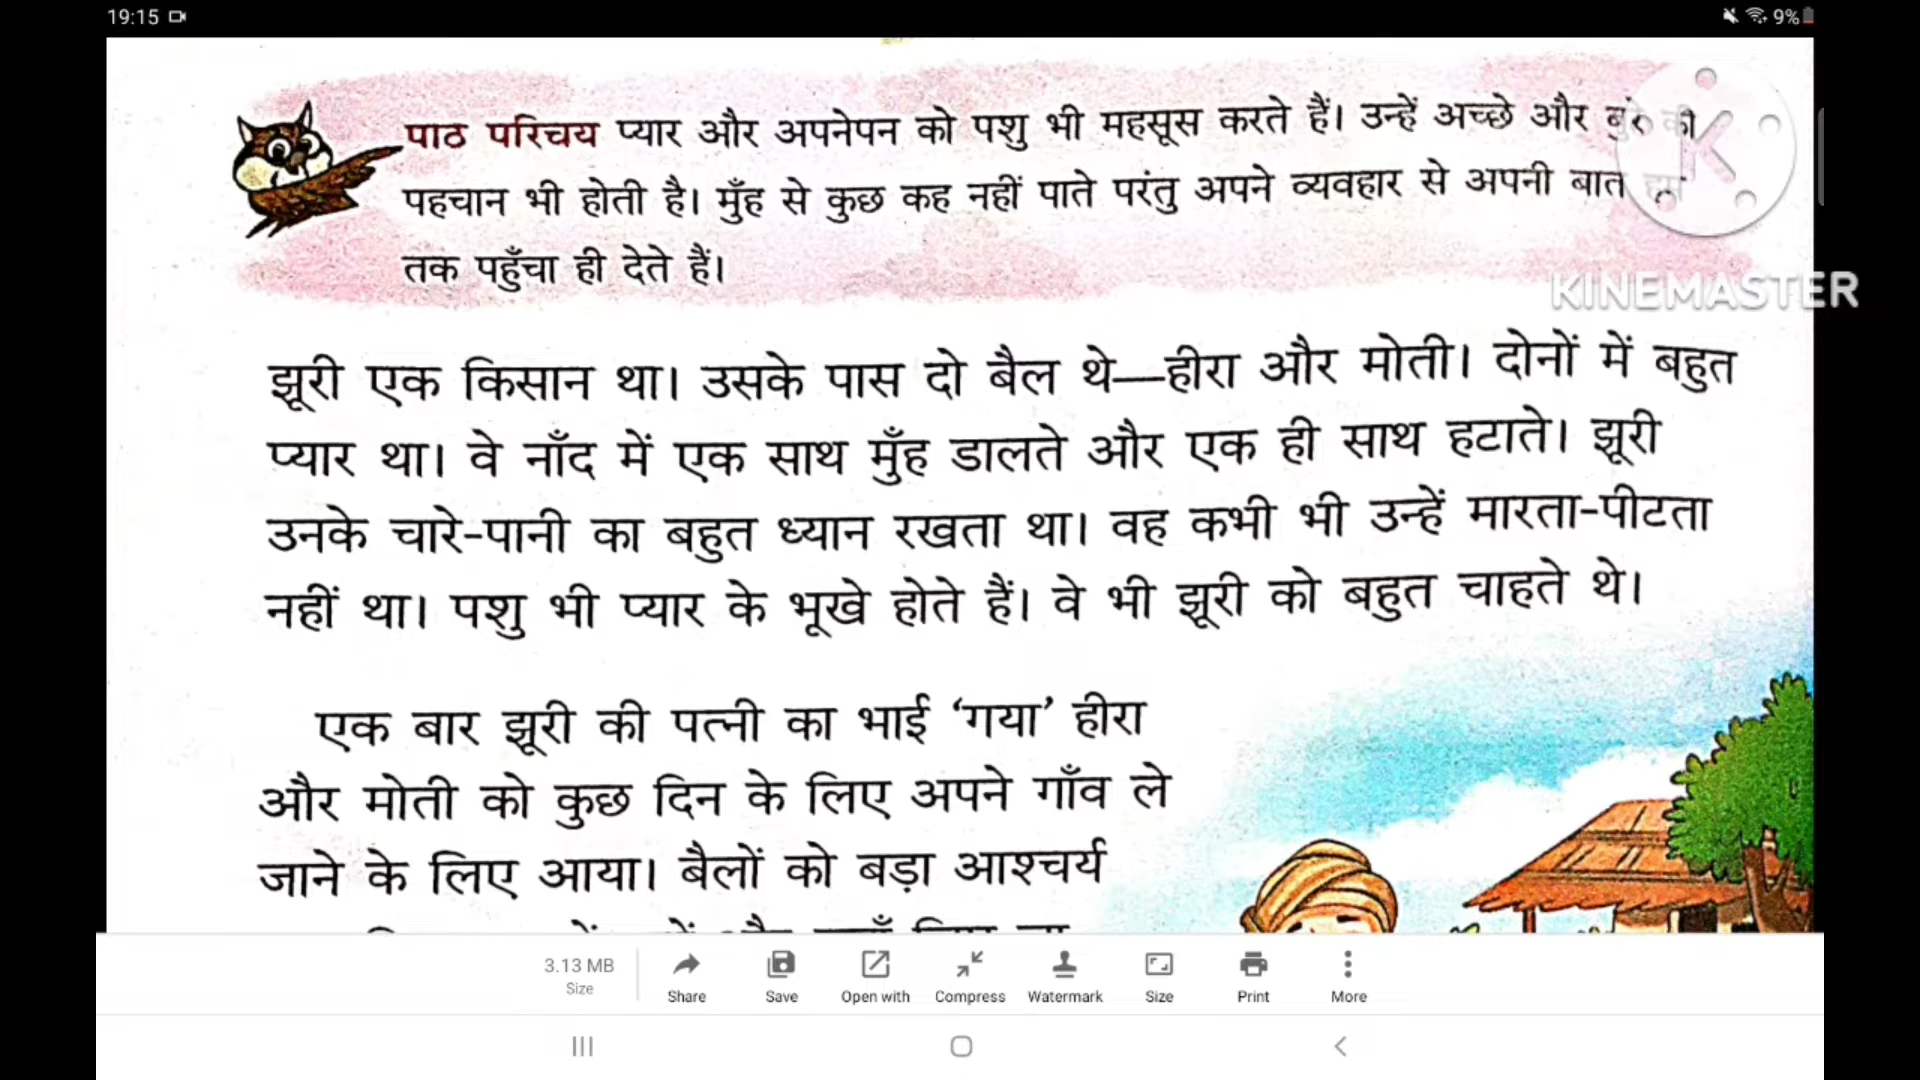 19:15
9%
पाठ परिचय प्यार और अपनेपन को पशु भी महसूस करते हैं। उन्हें अच्छे और बुरे की
पहचान भी होती है। मुँह से कुछ कह नहीं पाते परंतु अपने व्यवहार से अपनी बात
तक पहुँचा ही देते हैं।
KINEMASTER
झूरी एक किसान था। उसके पास दो बैल थे—हीरा और मोती। दोनों में बहुत
प्यार था। वे नाँद में एक साथ मुँह डालते और एक ही साथ हटाते। झूरी
उनके चारे-पानी का बहुत ध्यान रखता था। वह कभी भी उन्हें मारता-पीटता
नहीं था। पशु भी प्यार के भूखे होते हैं। वे भी झूरी को बहुत चाहते थे।
एक बार झूरी की पत्नी का भाई ‘गया’ हीरा
और मोती को कुछ दिन के लिए अपने गाँव ले
जाने के लिए आया। बैलों को बड़ा आश्चर्य
3.13 MB
Size
Share
Save
Open with
Compress
Watermark
Size
Print
More